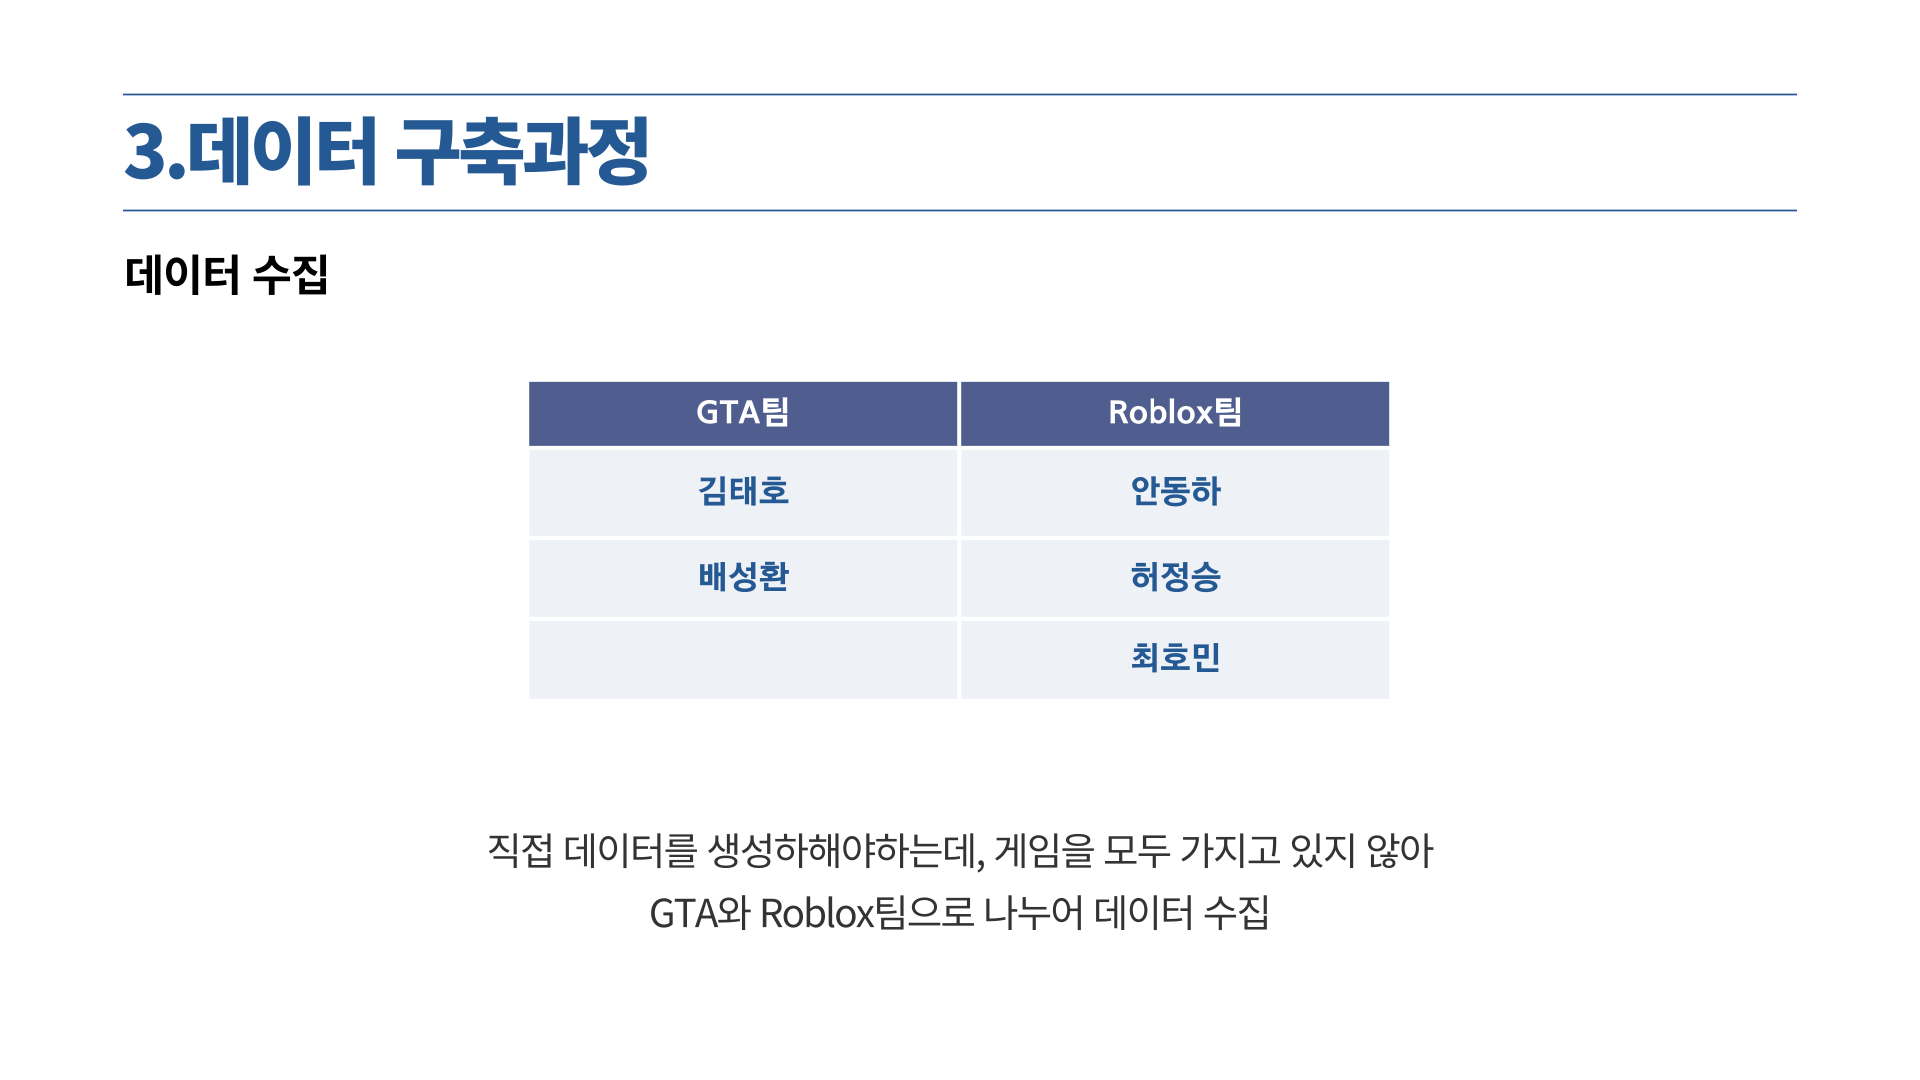 3.데이터 구축과정
데이터 수집
GTA팀 Roblox팀
김태호 안동하
배성환 허정승
최호민
직접 데이터를 생성하해야하는데, 게임을 모두 가지고 있지 않아
GTA와 Roblox팀으로 나누어 데이터 수집